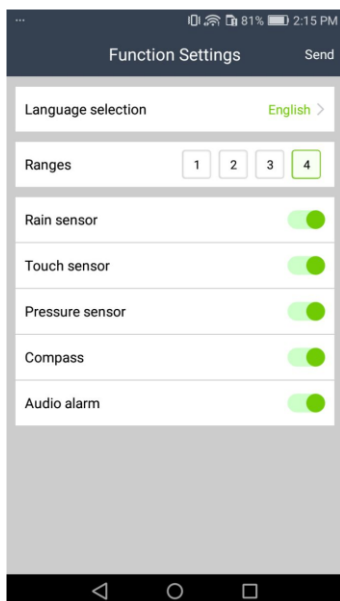 ... 81% 2:15 PM
Function Settings Send
Language selection English >
Ranges 1 2 3 4
Rain sensor
Touch sensor
Pressure sensor
Compass
Audio alarm